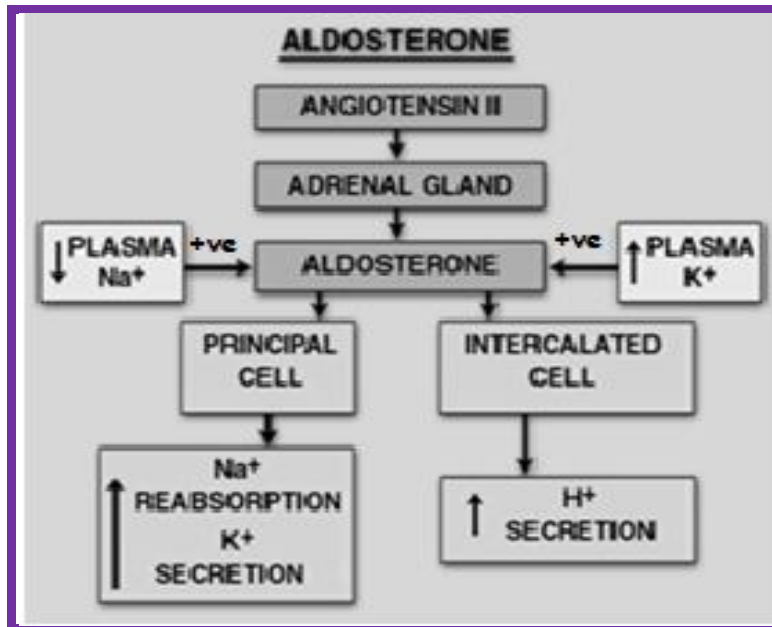 ALDOSTERONE
ANGIOTENSIN II
ADRENAL GLAND
↓ PLASMA
Na⁺
+ve
ALDOSTERONE
+ve
↑ PLASMA
K⁺
PRINCIPAL
CELL
INTERCALATED
CELL
Na⁺
REABSORPTION
K⁺
SECRETION
H⁺
SECRETION